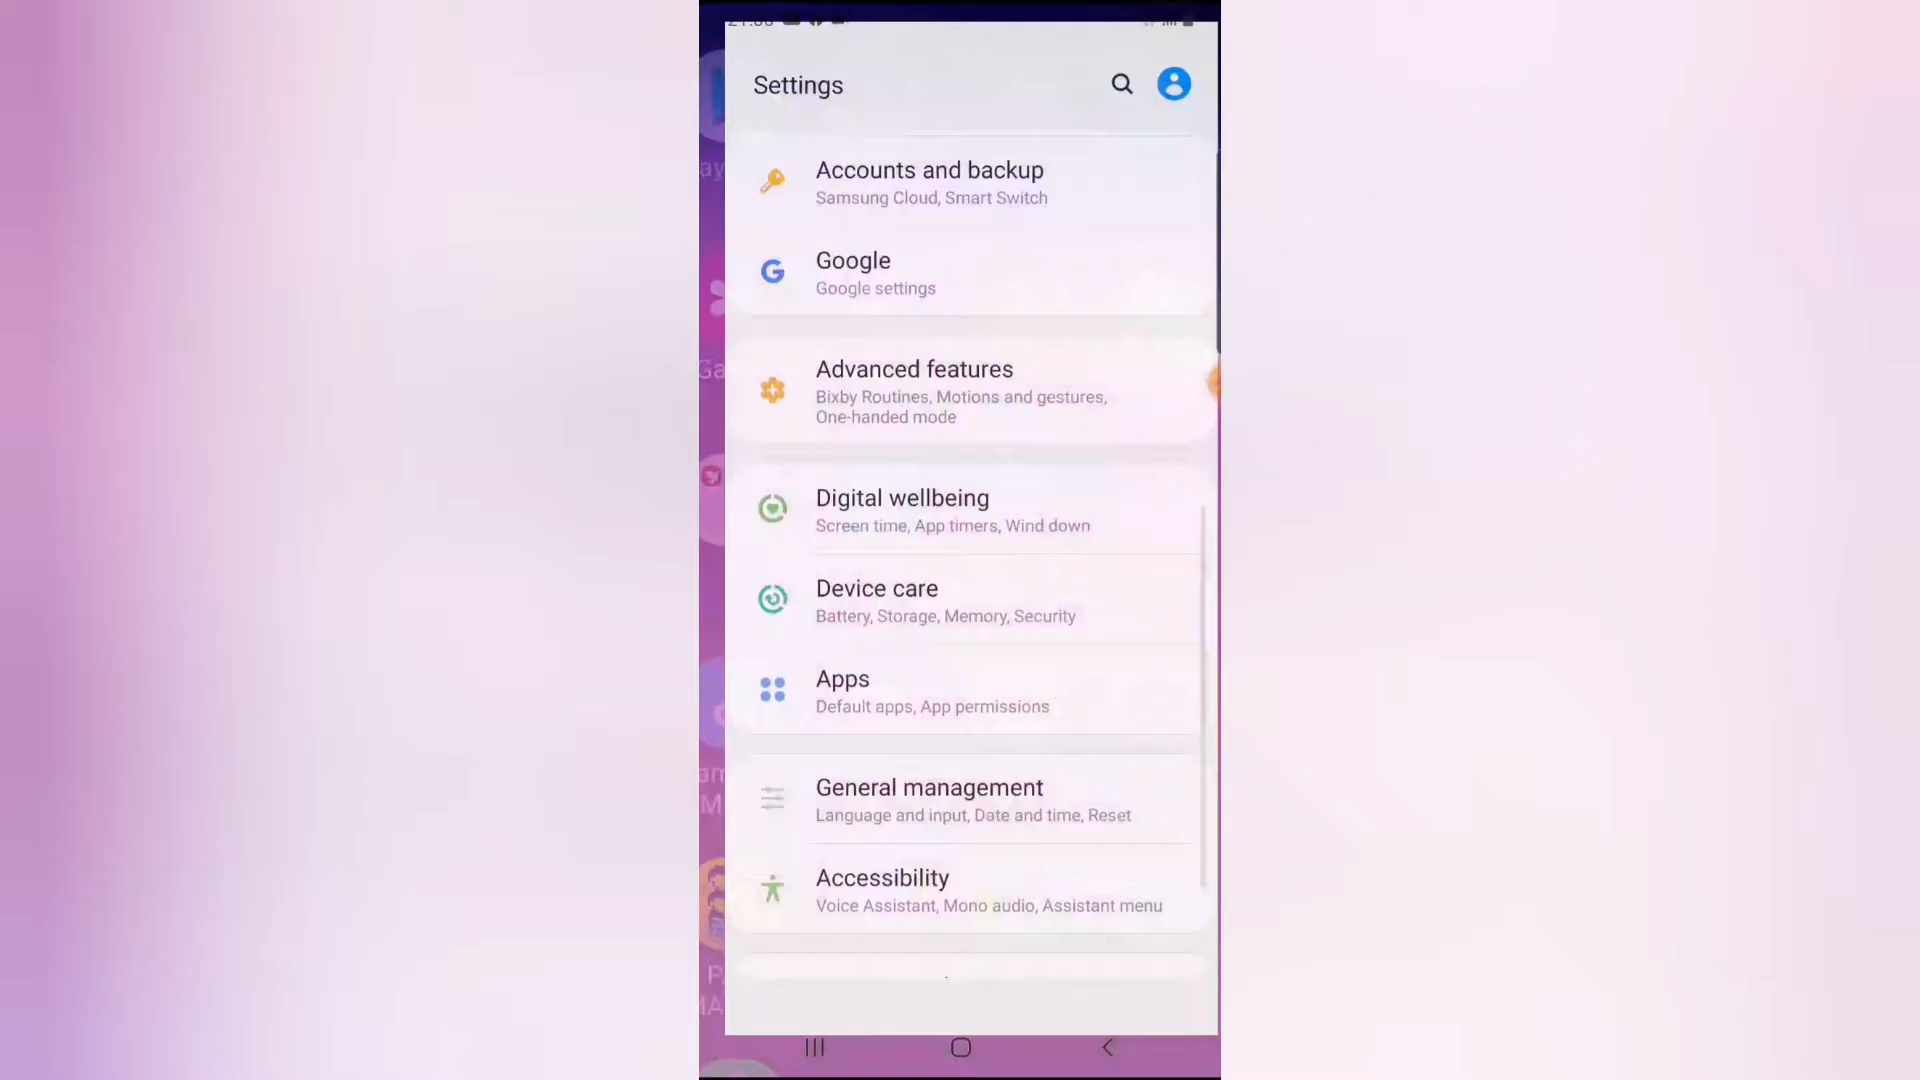 Settings
Accounts and backup
Samsung Cloud, Smart Switch
Google
Google settings
Advanced features
Bixby Routines, Motions and gestures,
One-handed mode
Digital wellbeing
Screen time, App timers, Wind down
Device care
Battery, Storage, Memory, Security
Apps
Default apps, App permissions
General management
Language and input, Date and time, Reset
Accessibility
Voice Assistant, Mono audio, Assistant menu